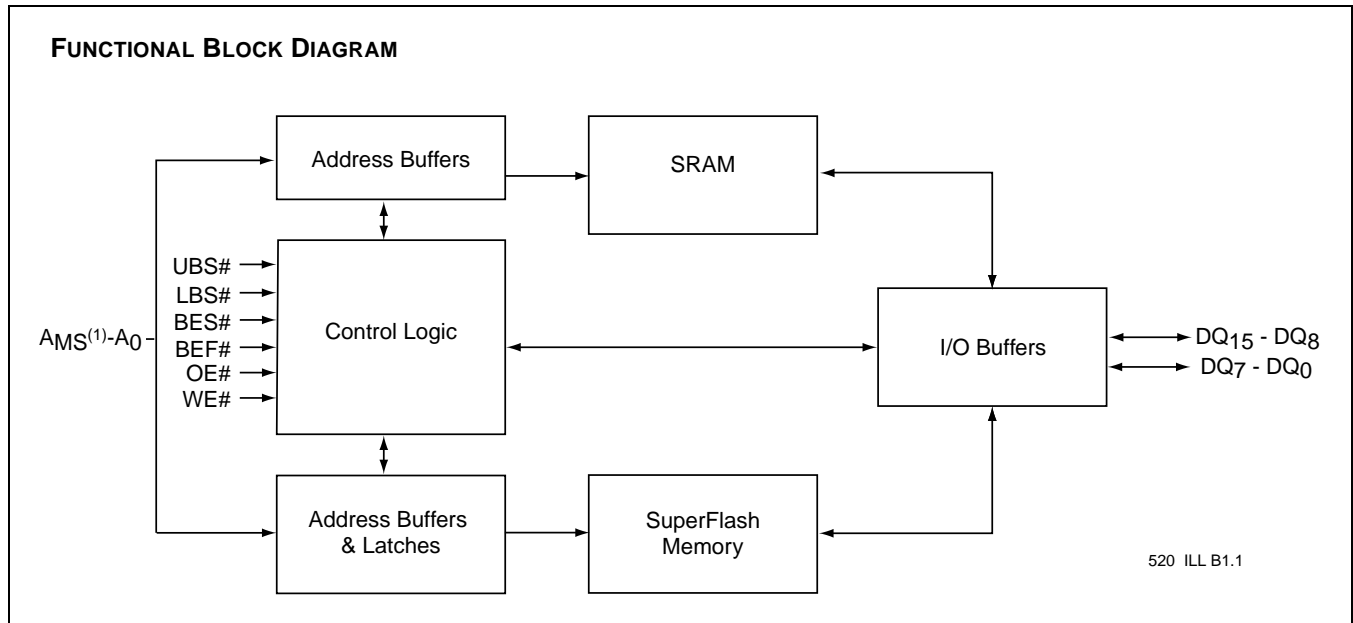 FUNCTIONAL BLOCK DIAGRAM
Address Buffers
SRAM
UBS#
LBS#
BES#
BEF#
OE#
WE#
AMS(1)-A0
Control Logic
I/O Buffers
DQ15 - DQ8
DQ7 - DQ0
Address Buffers
& Latches
SuperFlash
Memory
520 ILL B1.1